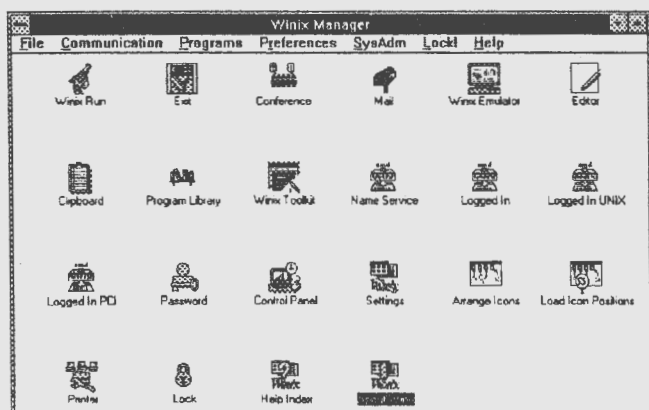 Winix Manager
File Communication Programs Preferences SysAdm Lock! Help
Winix Run Exit Conference Mail Winix Emulator Editor
Clipboard Program Library Winix Toolkit Name Service Logged In Logged In UNIX
Logged In PCI Password Control Panel Settings Arrange Icons Load Icon Positions
Printer Lock Help Index